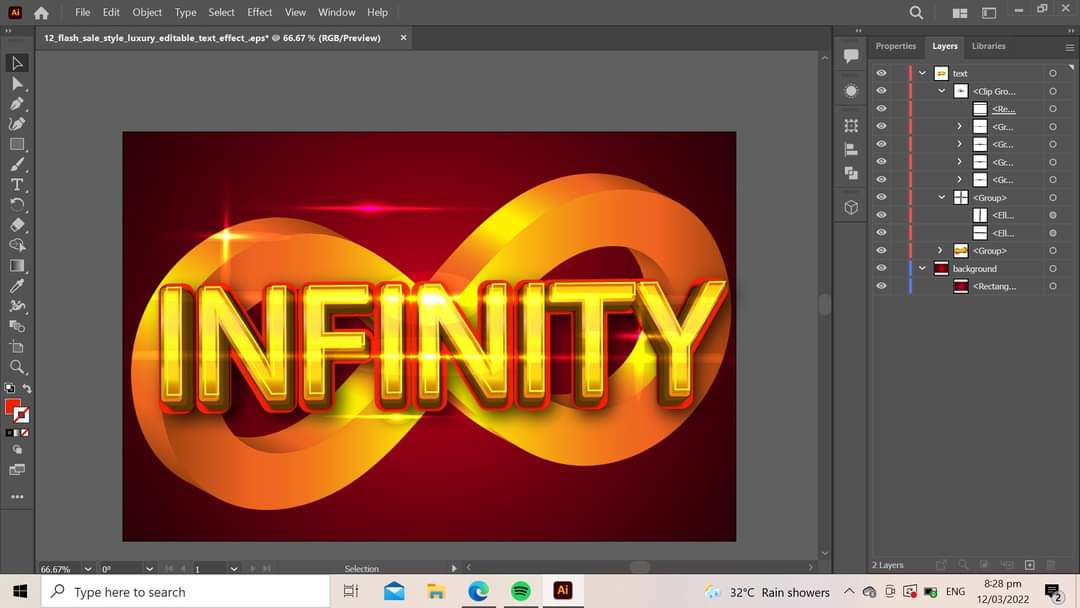 Ai
File Edit Object Type Select Effect View Window Help
12_flash_sale_style_luxury_editable_text_effect_.eps* @ 66.67 % (RGB/Preview)
Properties Layers Libraries
text
<Clip Gro...
<Re...
<Gr...
<Gr...
<Gr...
<Gr...
<Group>
<Ell...
<Ell...
<Group>
background
<Rectang...
INFINITY
66.67% 0° 1 Selection
2 Layers
Type here to search
Ai
32°C Rain showers
ENG
8:28 pm
12/03/2022
2